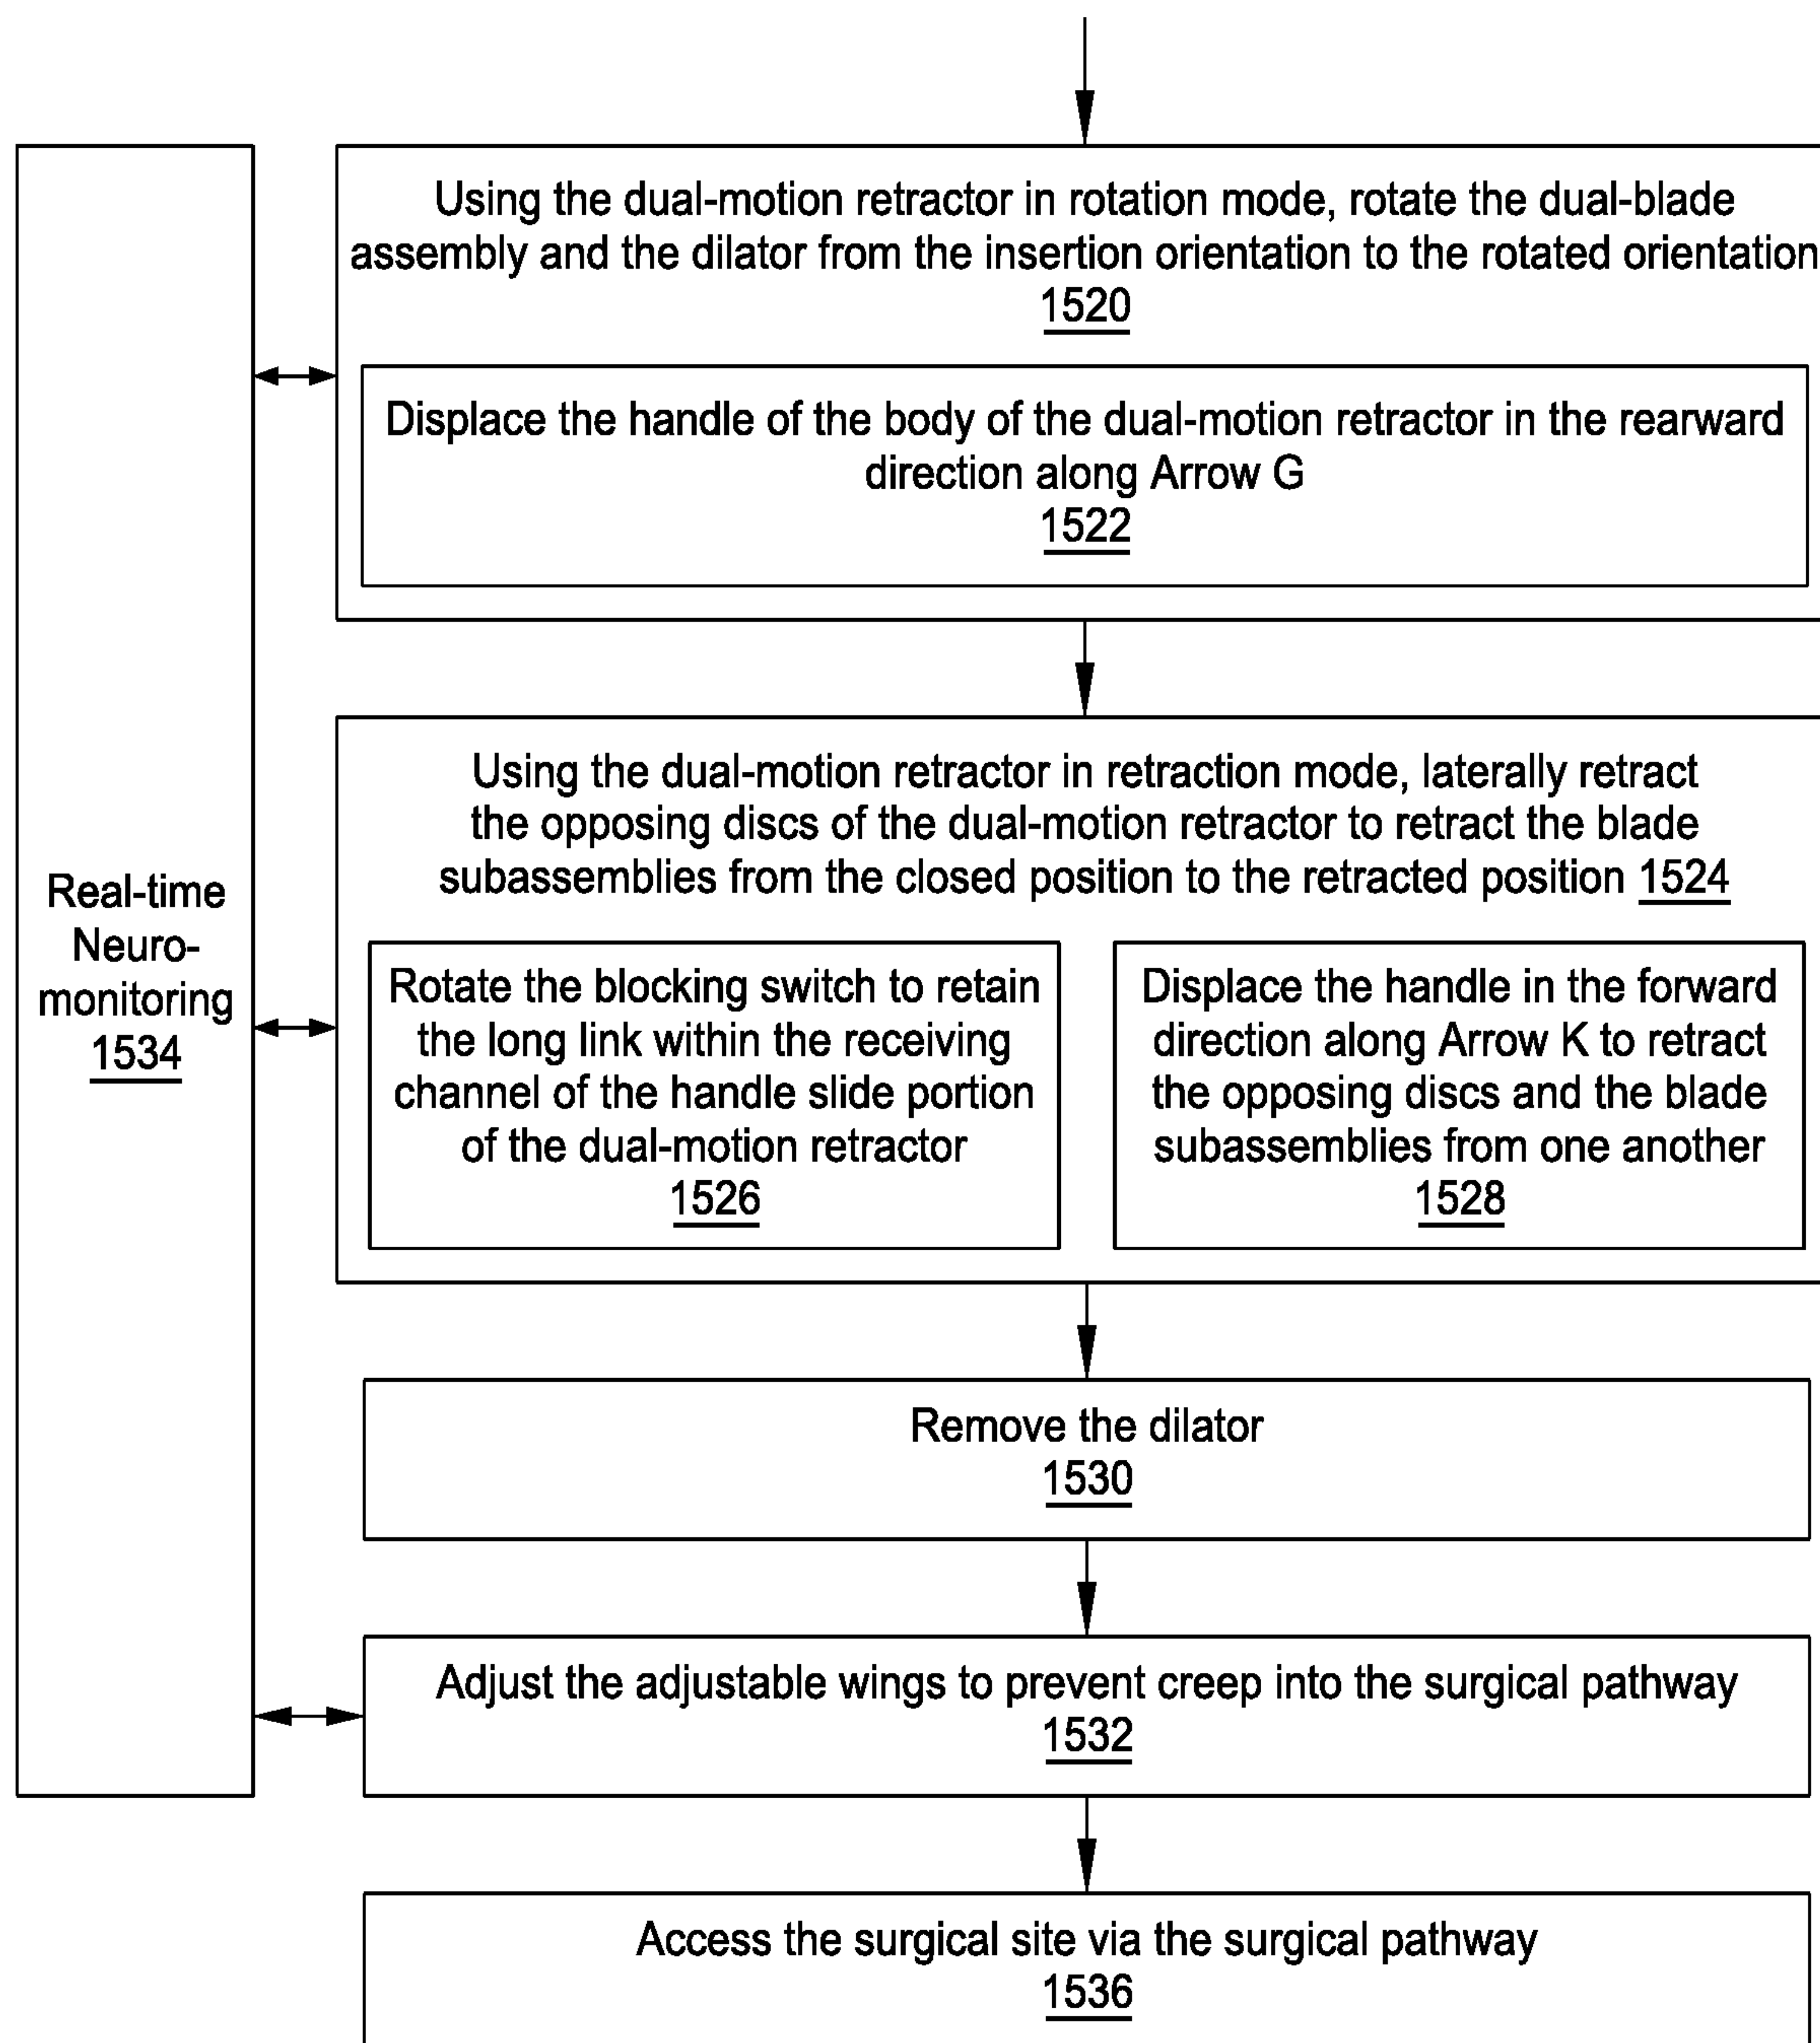 Using the dual-motion retractor in rotation mode, rotate the dual-blade
assembly and the dilator from the insertion orientation to the rotated orientation
1520
Displace the handle of the body of the dual-motion retractor in the rearward
direction along Arrow G
1522
Using the dual-motion retractor in retraction mode, laterally retract
the opposing discs of the dual-motion retractor to retract the blade
subassemblies from the closed position to the retracted position 1524
Rotate the blocking switch to retain
the long link within the receiving
channel of the handle slide portion
of the dual-motion retractor
1526
Displace the handle in the forward
direction along Arrow K to retract
the opposing discs and the blade
subassemblies from one another
1528
Real-time
Neuro-
monitoring
1534
Remove the dilator
1530
Adjust the adjustable wings to prevent creep into the surgical pathway
1532
Access the surgical site via the surgical pathway
1536